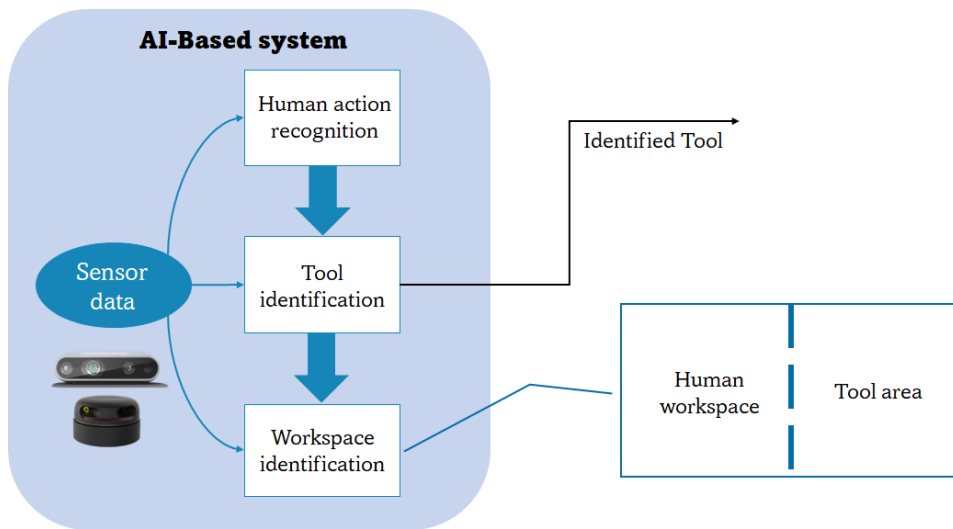 AI-Based system
Human action
recognition
Identified Tool
Sensor
data
Tool
identification
Human
workspace
Tool area
Workspace
identification